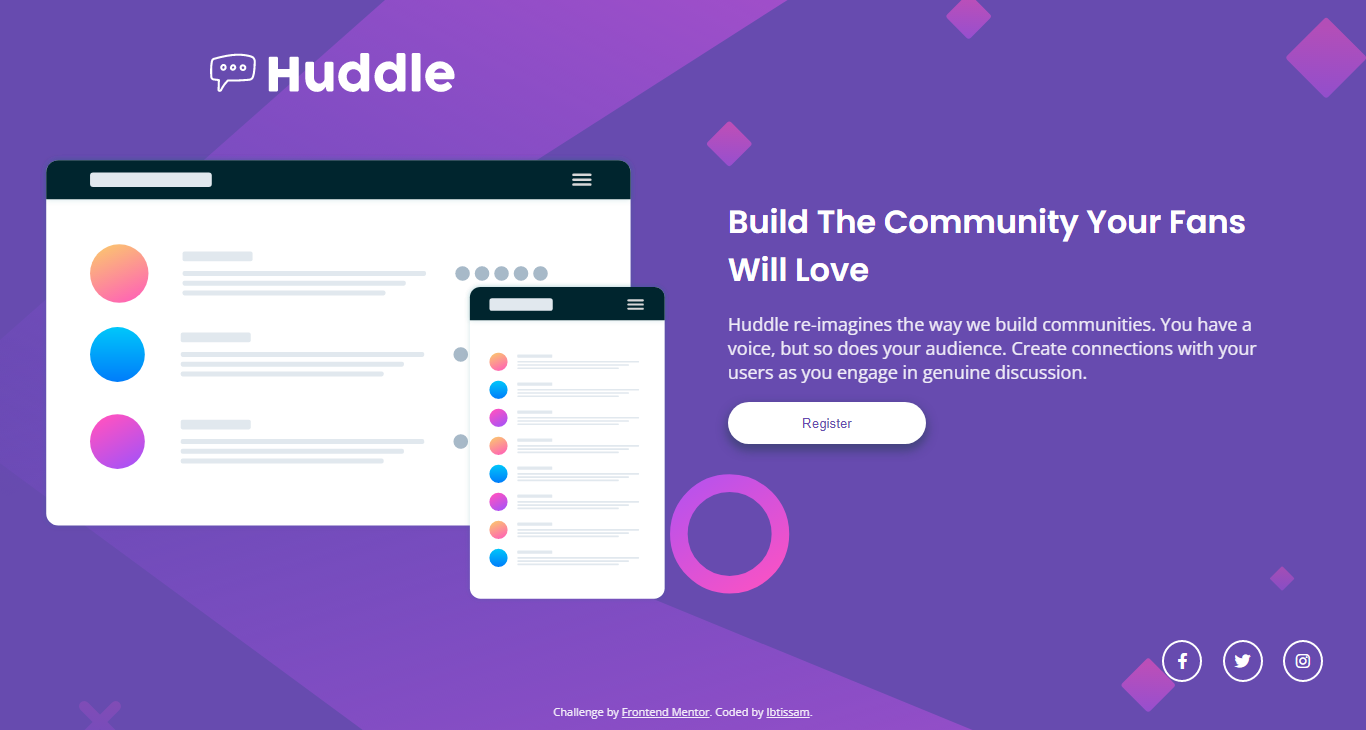 Huddle
Build The Community Your Fans
Will Love
Huddle re-imagines the way we build communities. You have a
voice, but so does your audience. Create connections with your
users as you engage in genuine discussion.
Register
Challenge by Frontend Mentor. Coded by Ibtissam.